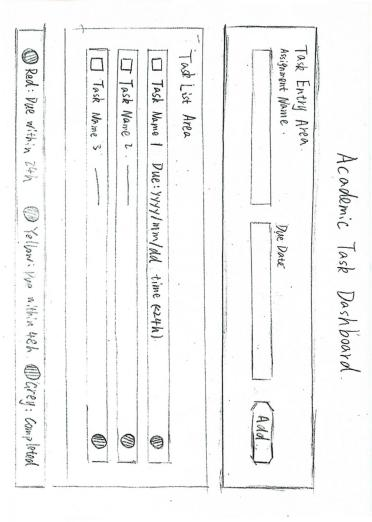 Academic Task Dashboard.
Task Entry Area.
Assignment Name.
Due Date
Add.
Task List Area
Task Name 1 Due: yyyy/mm/dd time (<24h)
Task Name 2.
Task Name 3
Red: Due within 24h Yellow: Due within 48h Grey: Completed